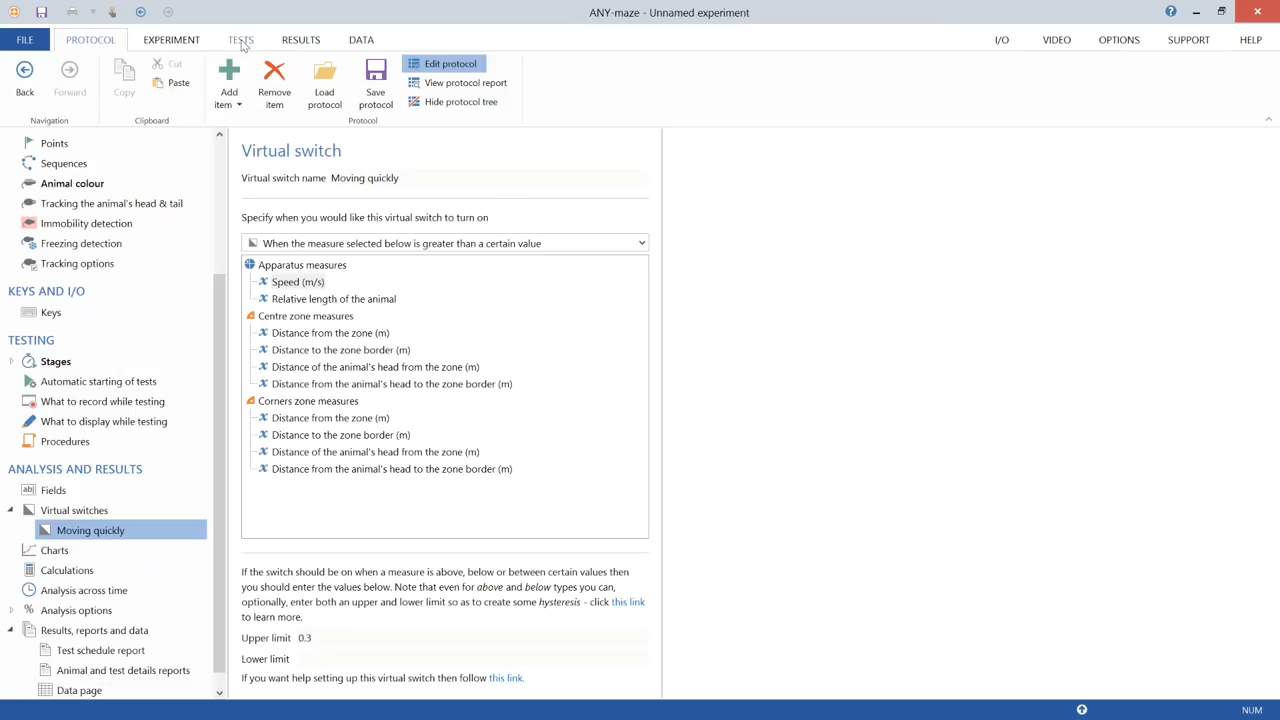 ANY-maze - Unnamed experiment
FILE PROTOCOL EXPERIMENT TESTS RESULTS DATA I/O VIDEO OPTIONS SUPPORT HELP
Back Forward Copy Cut Paste Add item Remove item Load protocol Save protocol Edit protocol
View protocol report
Hide protocol tree
Navigation Clipboard Protocol
Points
Sequences
Animal colour
Tracking the animal's head & tail
Immobility detection
Freezing detection
Tracking options
KEYS AND I/O
Keys
TESTING
Stages
Automatic starting of tests
What to record while testing
What to display while testing
Procedures
ANALYSIS AND RESULTS
Fields
Virtual switches
Moving quickly
Charts
Calculations
Analysis across time
Analysis options
Results, reports and data
Test schedule report
Animal and test details reports
Data page
Virtual switch
Virtual switch name Moving quickly
Specify when you would like this virtual switch to turn on
When the measure selected below is greater than a certain value
Apparatus measures
Speed (m/s)
Relative length of the animal
Centre zone measures
Distance from the zone (m)
Distance to the zone border (m)
Distance of the animal's head from the zone (m)
Distance from the animal's head to the zone border (m)
Corners zone measures
Distance from the zone (m)
Distance to the zone border (m)
Distance of the animal's head from the zone (m)
Distance from the animal's head to the zone border (m)
If the switch should be on when a measure is above, below or between certain values then
you should enter the values below. Note that even for above and below types you can,
optionally, enter both an upper and lower limit so as to create some hysteresis - click this link
to learn more.
Upper limit 0.3
Lower limit
If you want help setting up this virtual switch then follow this link.
NUM